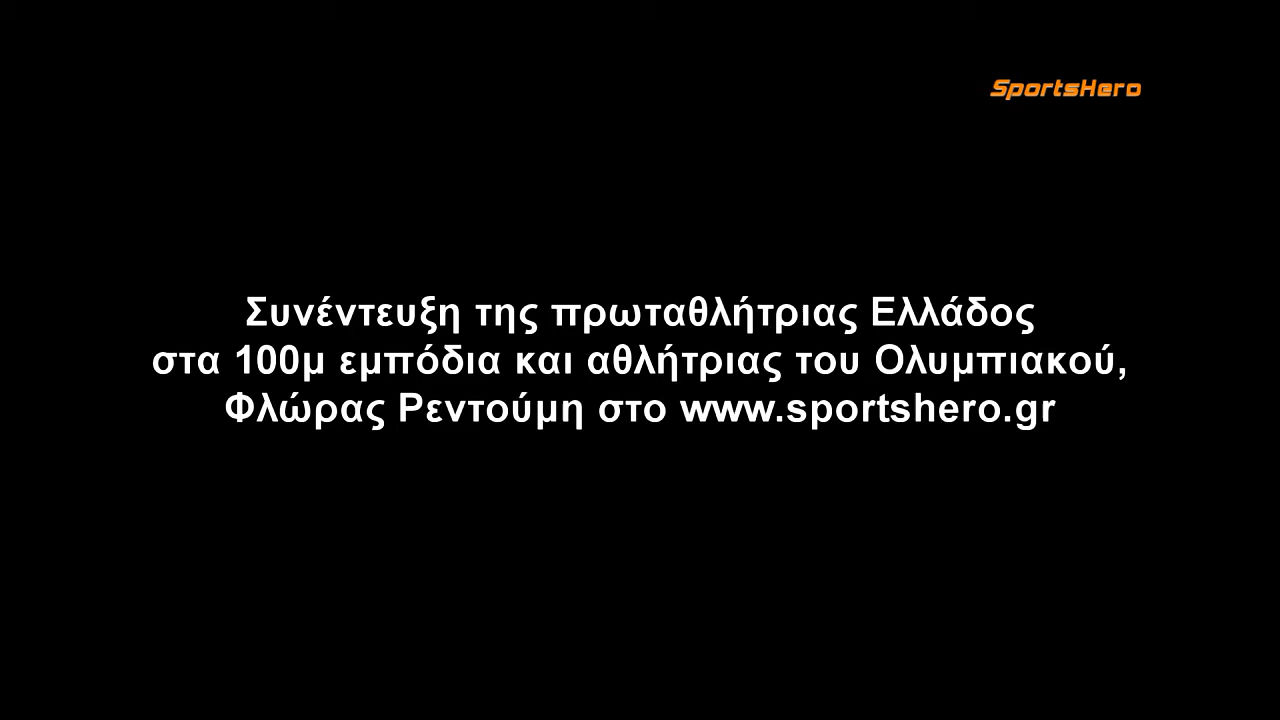 SportsHero
Συνέντευξη της πρωταθλήτριας Ελλάδος
στα 100μ εμπόδια και αθλήτριας του Ολυμπιακού,
Φλώρας Ρεντούμη στο www.sportshero.gr